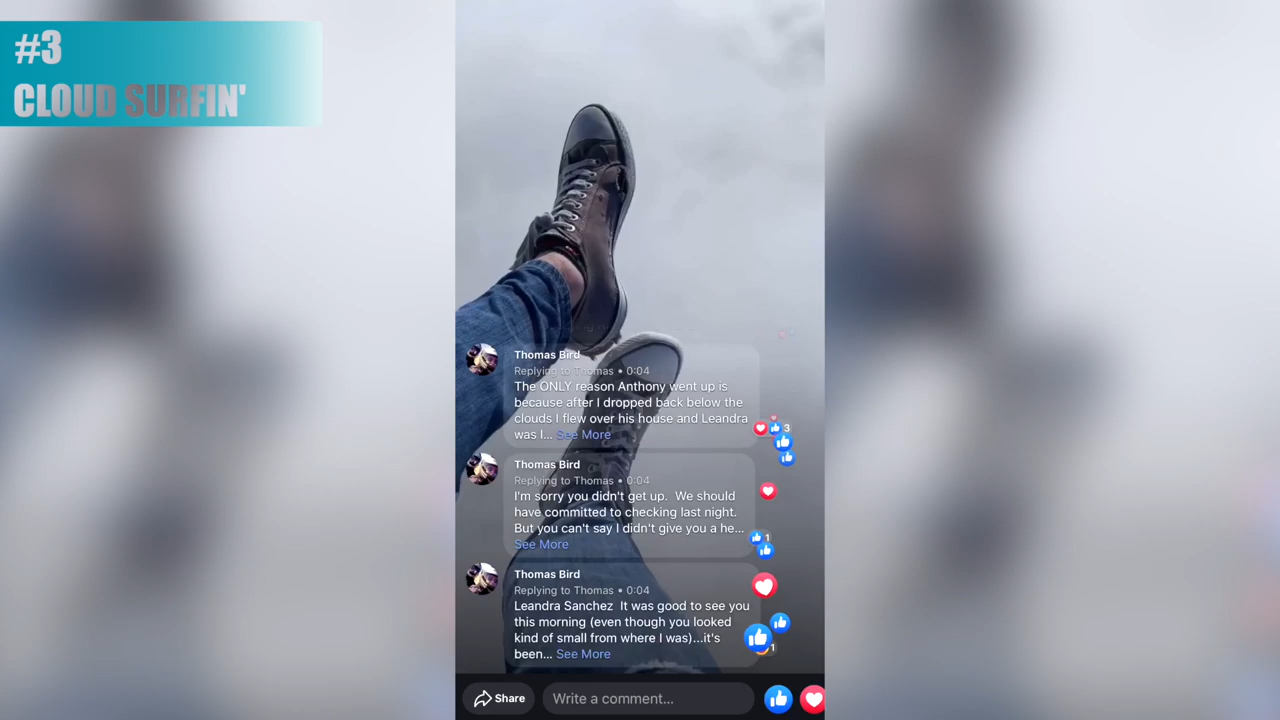 #3
CLOUD SURFIN'
Thomas Bird
Replying to Thomas • 0:04
The ONLY reason Anthony went up is
because after I dropped back below the
clouds I flew over his house and Leandra
was l... See More
3
Thomas Bird
Replying to Thomas • 0:04
I'm sorry you didn't get up. We should
have committed to checking last night.
But you can't say I didn't give you a he...
See More
1
Thomas Bird
Replying to Thomas • 0:04
Leandra Sanchez It was good to see you
this morning (even though you looked
kind of small from where I was)...it's
been... See More
1
Share
Write a comment...